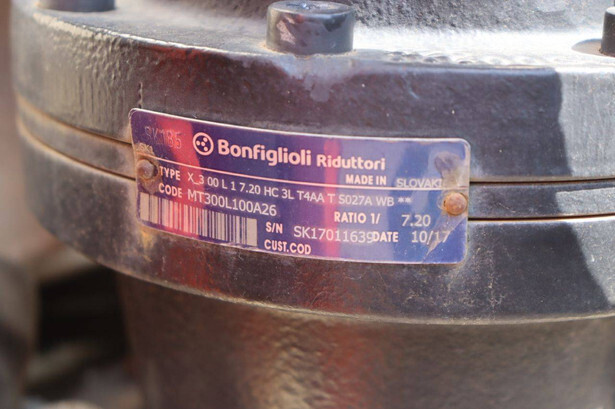 Bonfiglioli Riduttori
MADE IN SLOVAKI
TYPE X_3 00 L 1 7.20 HC 3L T4AA T S027A WB **
CODE MT300L100A26
RATIO 1/ 7.20
S/N SK17011639 DATE 10/17
CUST.COD